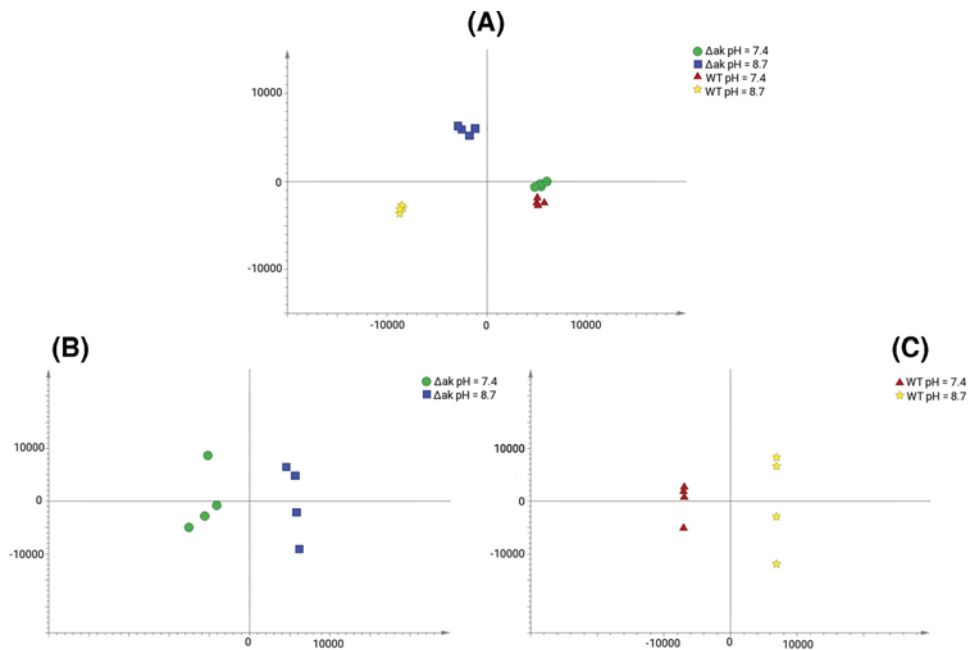 (A)
Δak pH = 7.4
Δak pH = 8.7
WT pH = 7.4
WT pH = 8.7
10000
0
-10000
-10000 0 10000
(B)
Δak pH = 7.4
Δak pH = 8.7
10000
0
-10000
0 10000
(C)
WT pH = 7.4
WT pH = 8.7
10000
0
-10000
-10000 0 10000